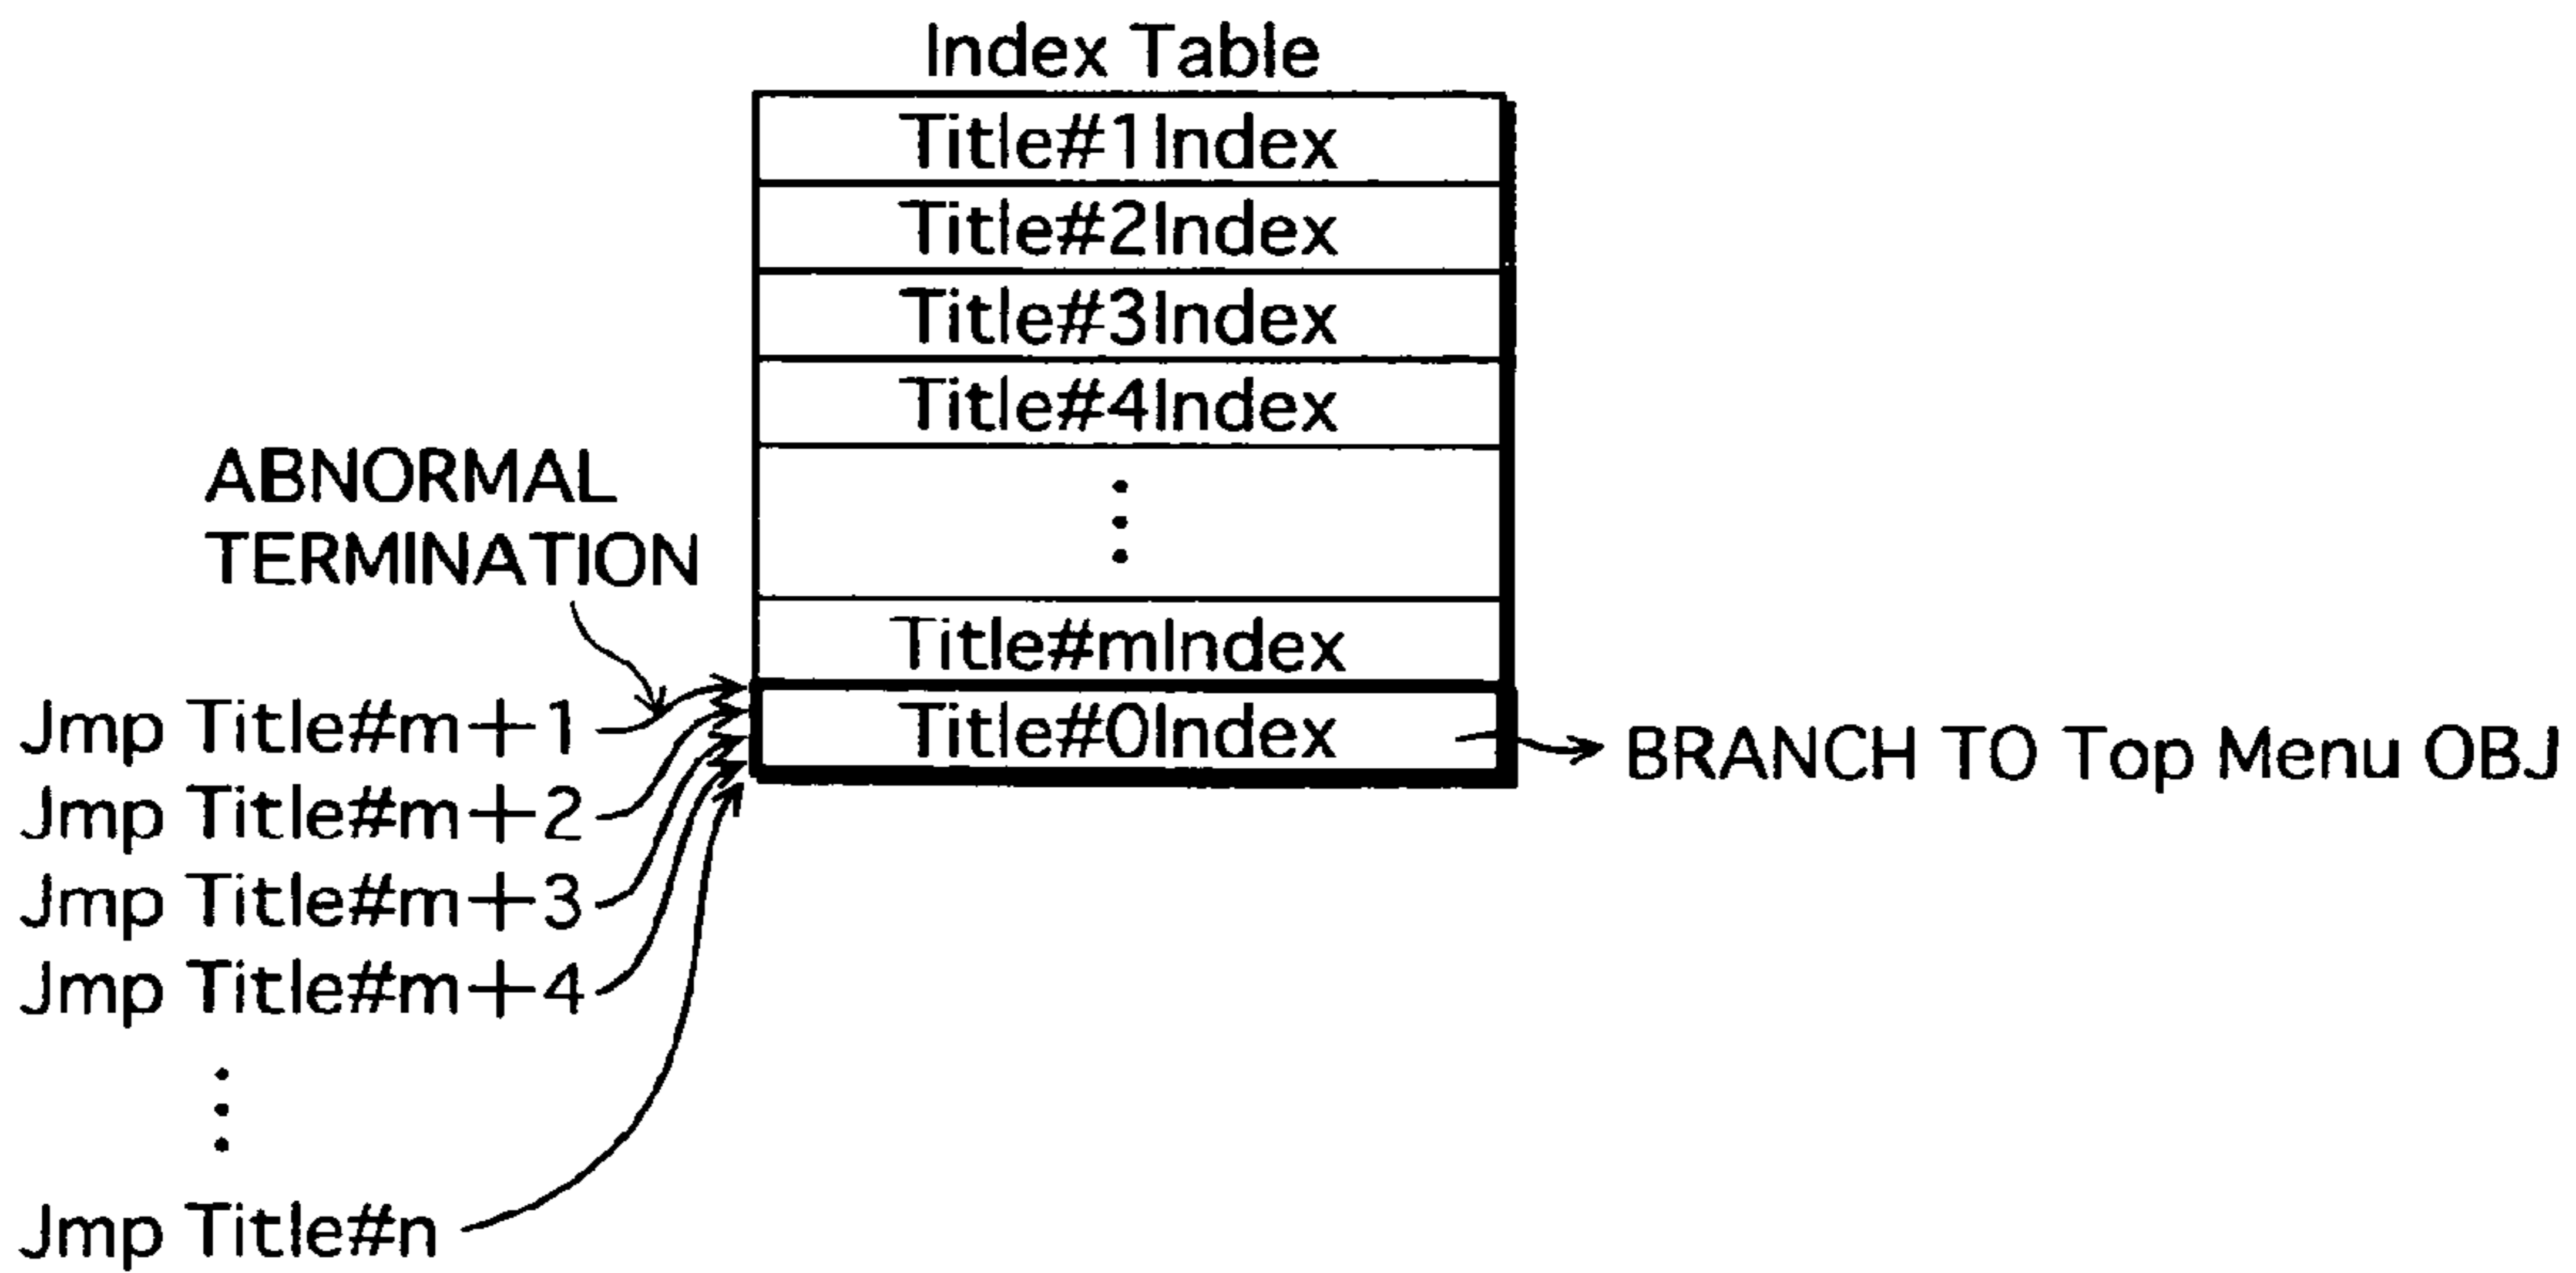 Index Table
Title#1Index
Title#2Index
Title#3Index
Title#4Index
⋮
Title#mIndex
Title#0Index
BRANCH TO Top Menu OBJ
ABNORMAL
TERMINATION
Jmp Title#m+1
Jmp Title#m+2
Jmp Title#m+3
Jmp Title#m+4
⋮
Jmp Title#n